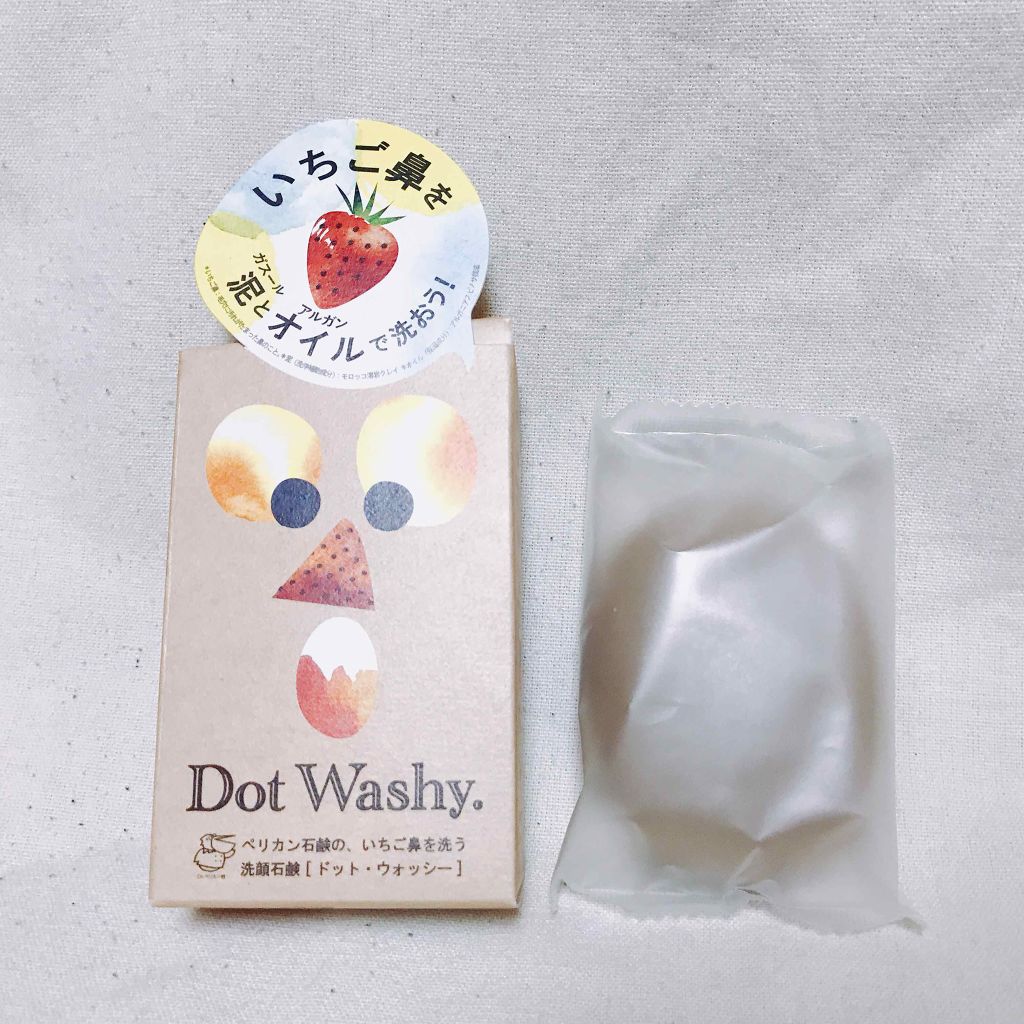 いちご鼻を
ガスール
泥と
アルガン
オイルで洗おう!
Dot Washy.
ペリカン石鹸の、いちご鼻を洗う
洗顔石鹸[ドット・ウォッシー]